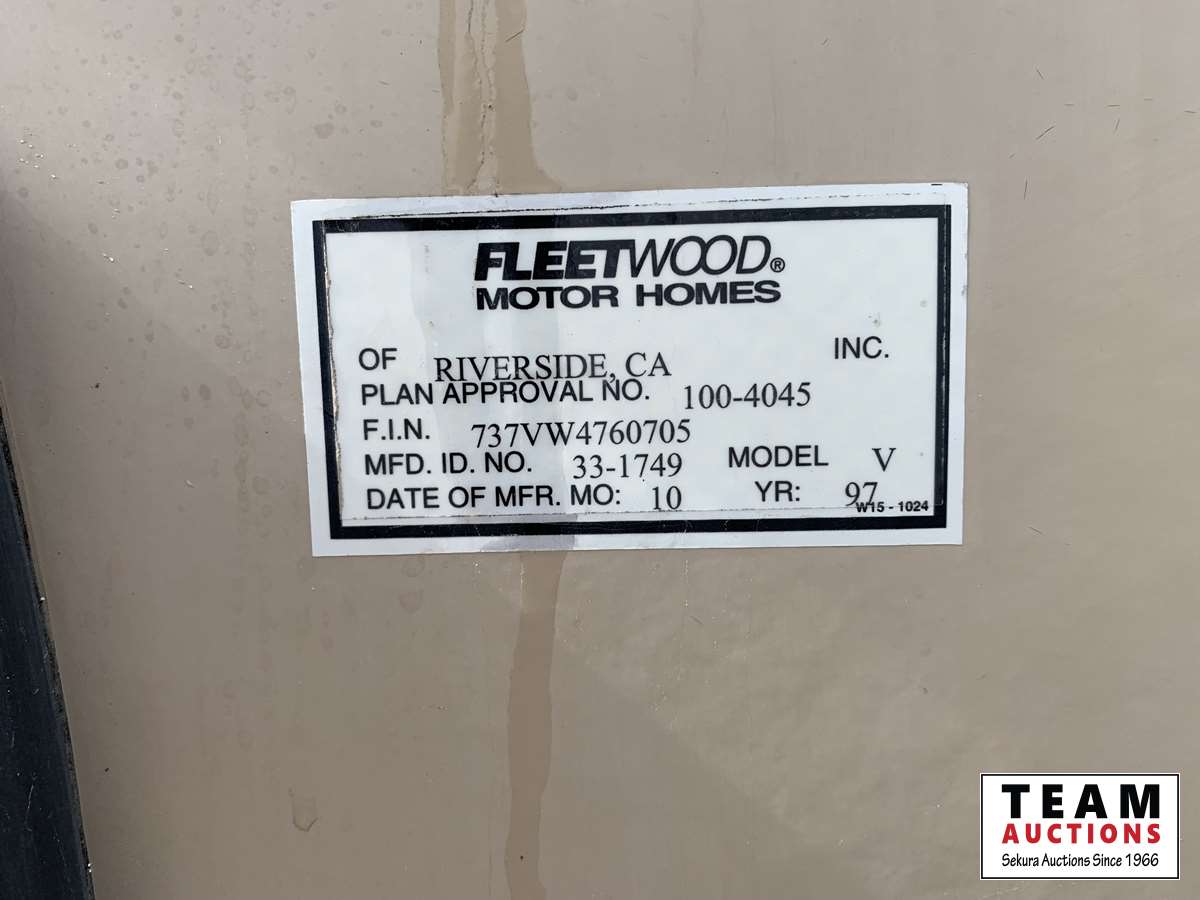 FLEETWOOD®
MOTOR HOMES
OF RIVERSIDE, CA INC.
PLAN APPROVAL NO. 100-4045
F.I.N. 737VW4760705
MFD. ID. NO. 33-1749 MODEL V
DATE OF MFR. MO: 10 YR: 97
W15 - 1024
TEAM
AUCTIONS
Sekura Auctions Since 1966